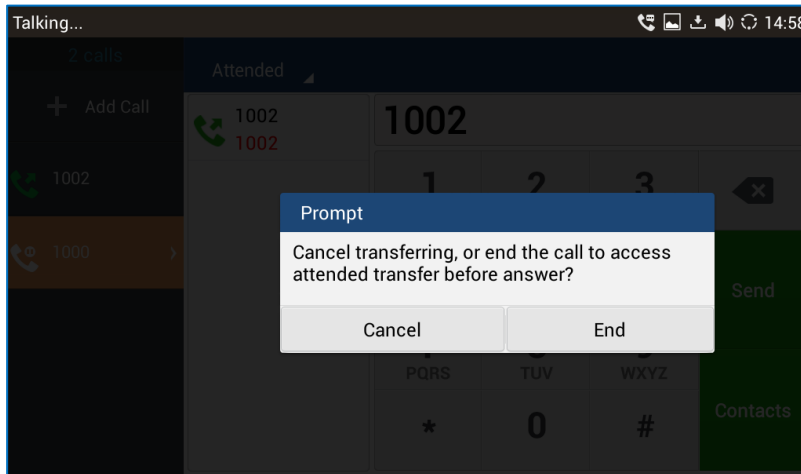 Talking...
14:58
2 calls
Attended
Add Call
1002
1002
1002
1 2 3
1002
Prompt
Cancel transferring, or end the call to access
attended transfer before answer?
1000
Send
Cancel End
PQRS TUV WXYZ
Contacts
* 0 #